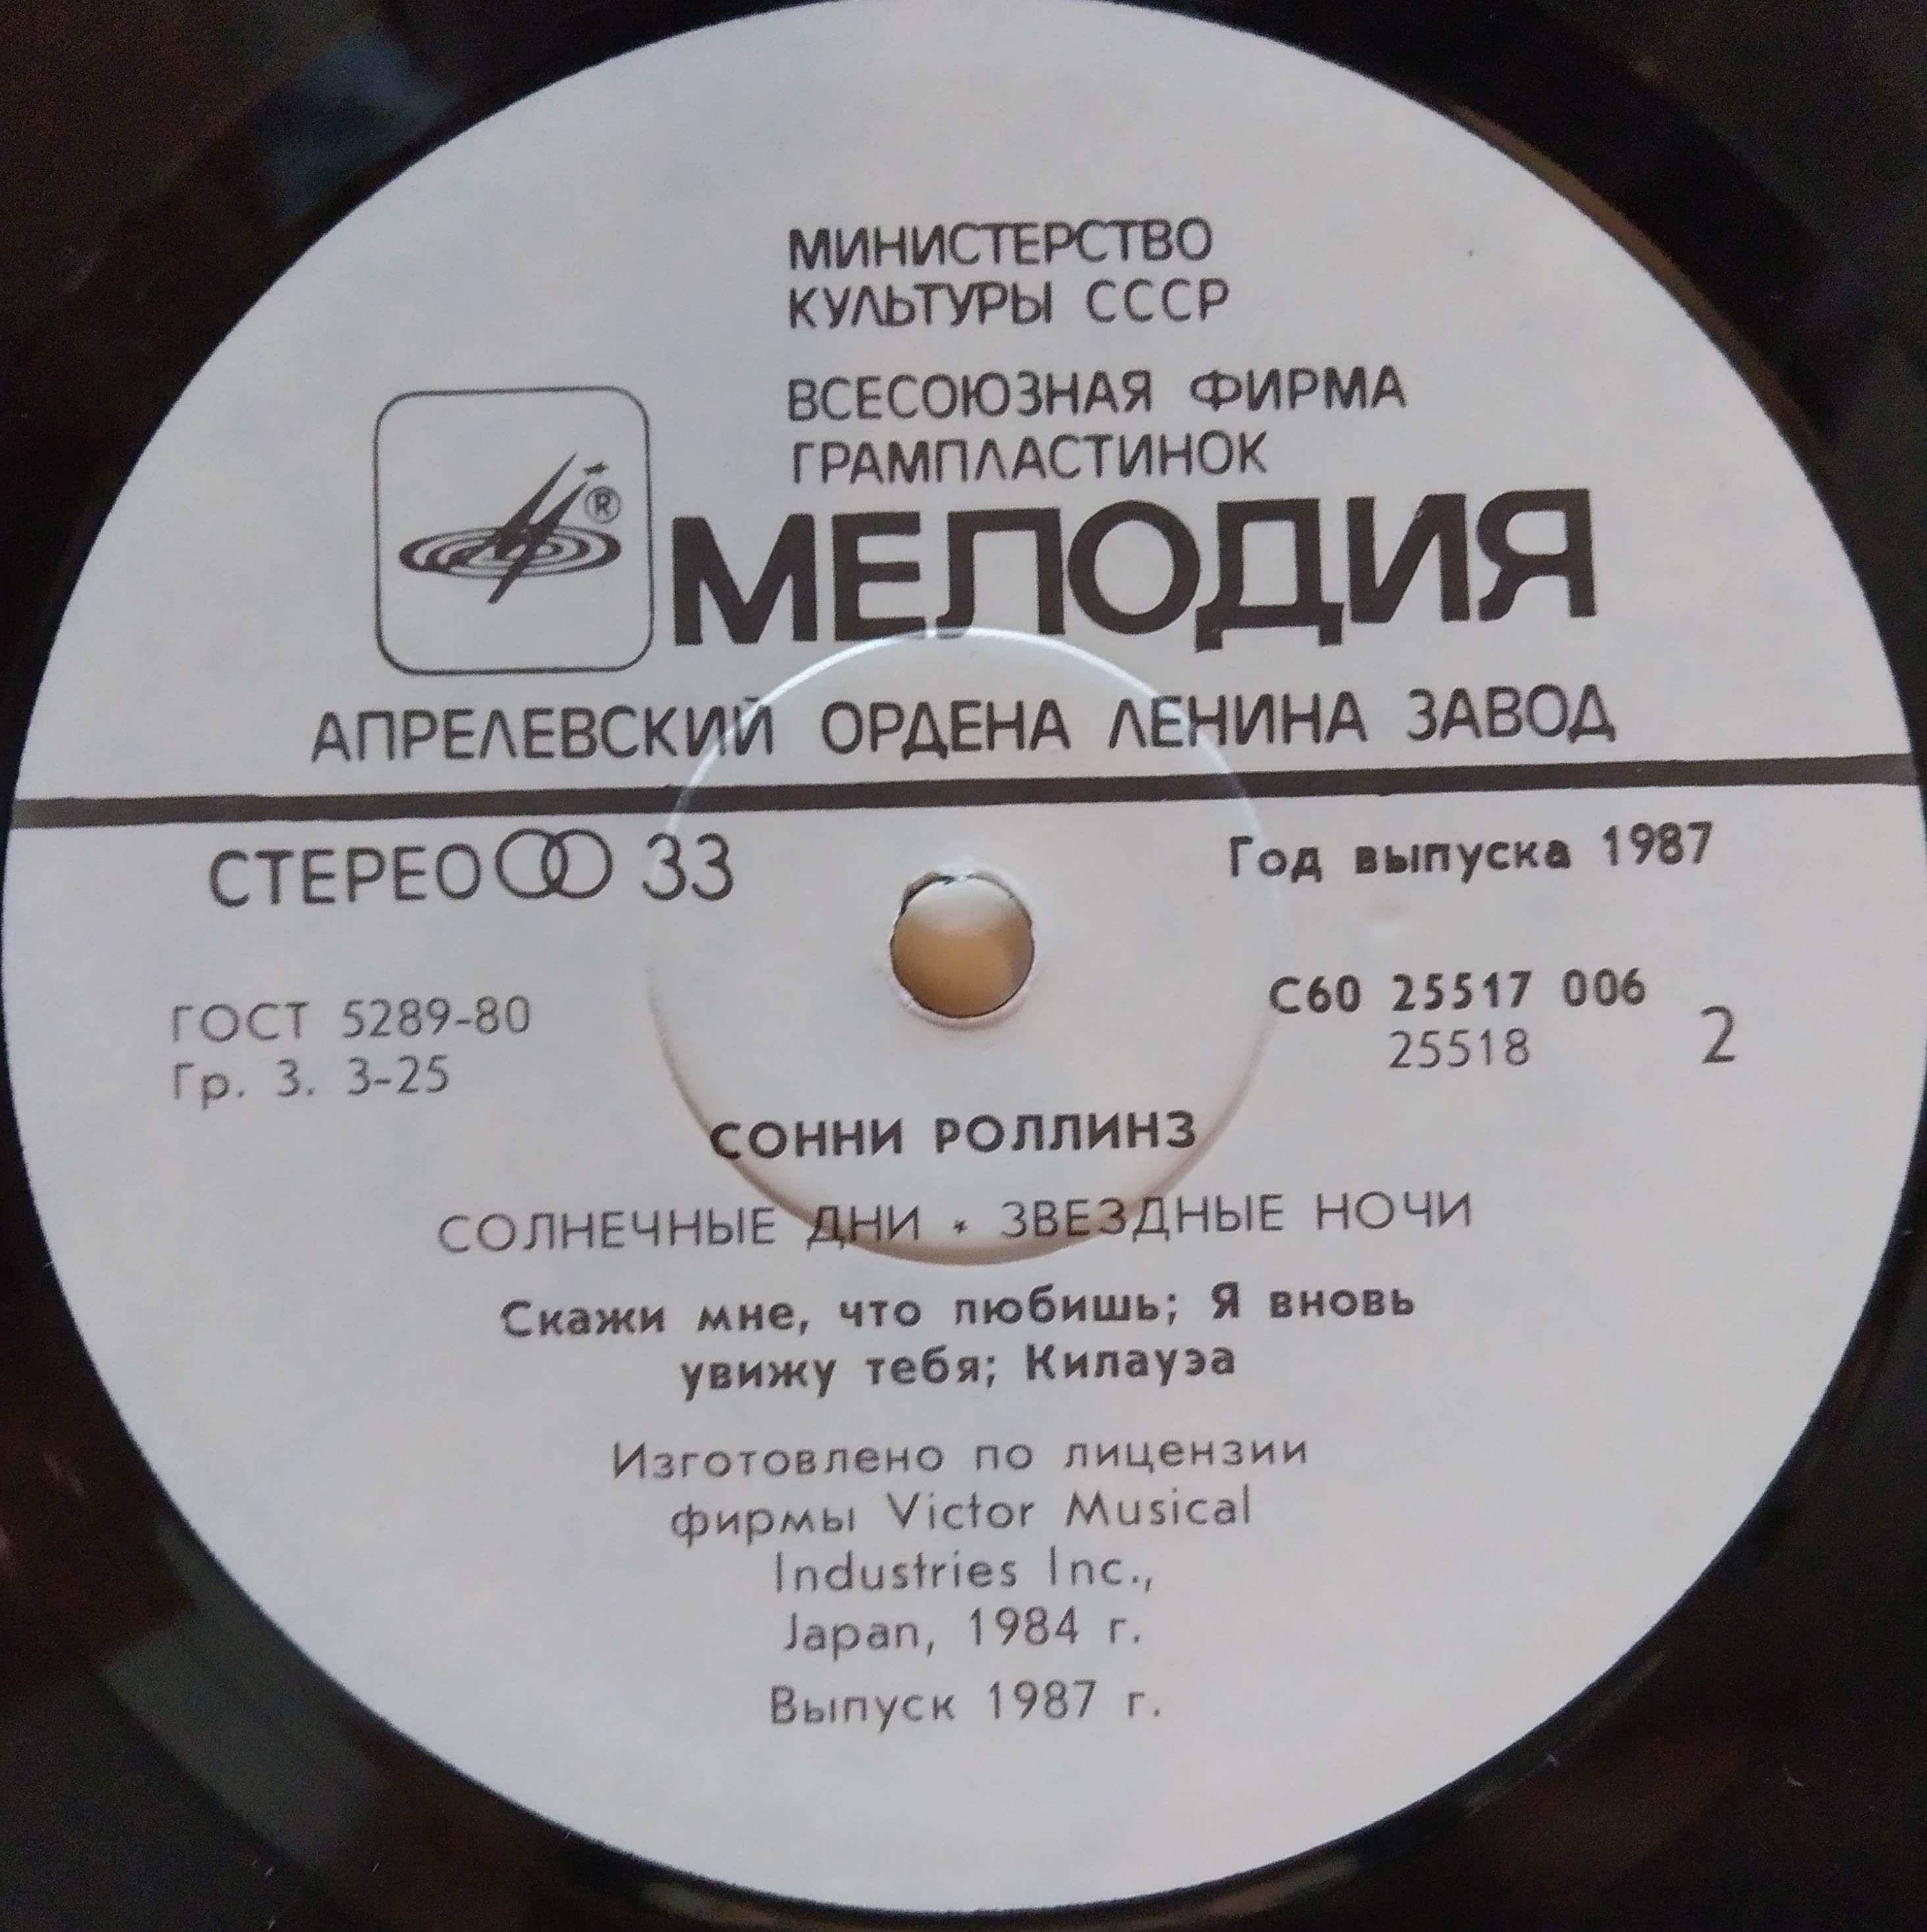 МИНИСТЕРСТВО
КУЛЬТУРЫ СССР
ВСЕСОЮЗНАЯ ФИРМА
ГРАМПЛАСТИНОК
®
МЕЛОДИЯ
АПРЕЛЕВСКИЙ ОРДЕНА ЛЕНИНА ЗАВОД
СТЕРЕО 33
Год выпуска 1987
ГОСТ 5289-80
Гр. 3. 3-25
С60 25517 006
25518
2
СОННИ РОЛЛИНЗ
СОЛНЕЧНЫЕ ДНИ * ЗВЕЗДНЫЕ НОЧИ
Скажи мне, что любишь; Я вновь
увижу тебя; Килауэа
Изготовлено по лицензии
фирмы Victor Musical
Industries Inc.,
Japan, 1984 г.
Выпуск 1987 г.